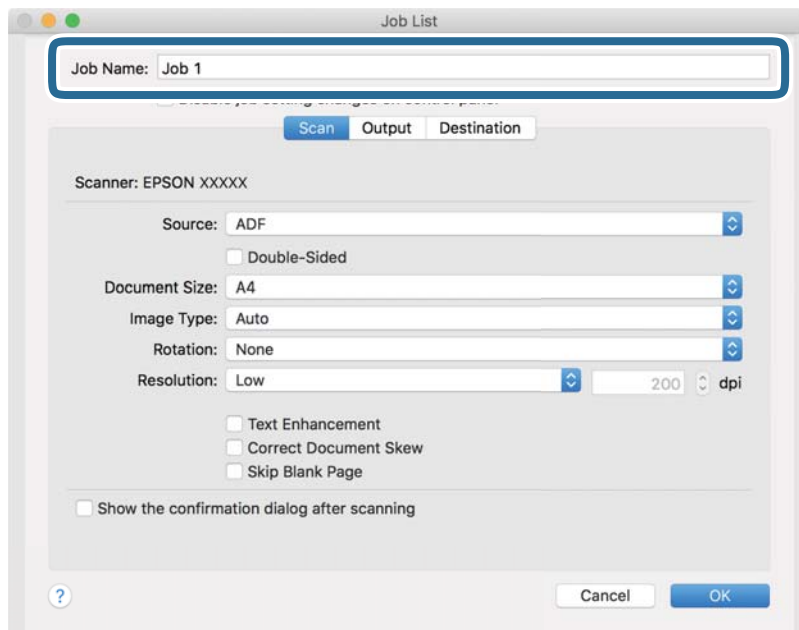 Job List
Job Name: Job 1
Scan Output Destination
Scanner: EPSON XXXXX
Source: ADF
Double-Sided
Document Size: A4
Image Type: Auto
Rotation: None
Resolution: Low 200 dpi
Text Enhancement
Correct Document Skew
Skip Blank Page
Show the confirmation dialog after scanning
? Cancel OK